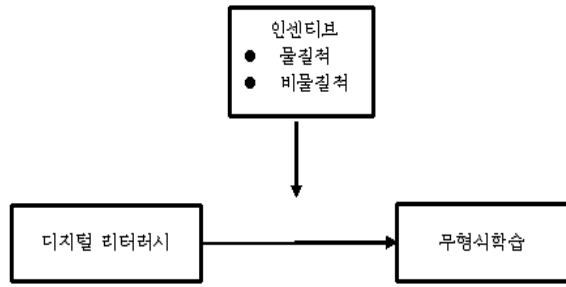 인센티브
● 물질적
● 비물질적
디지털 리터러시
무형식학습